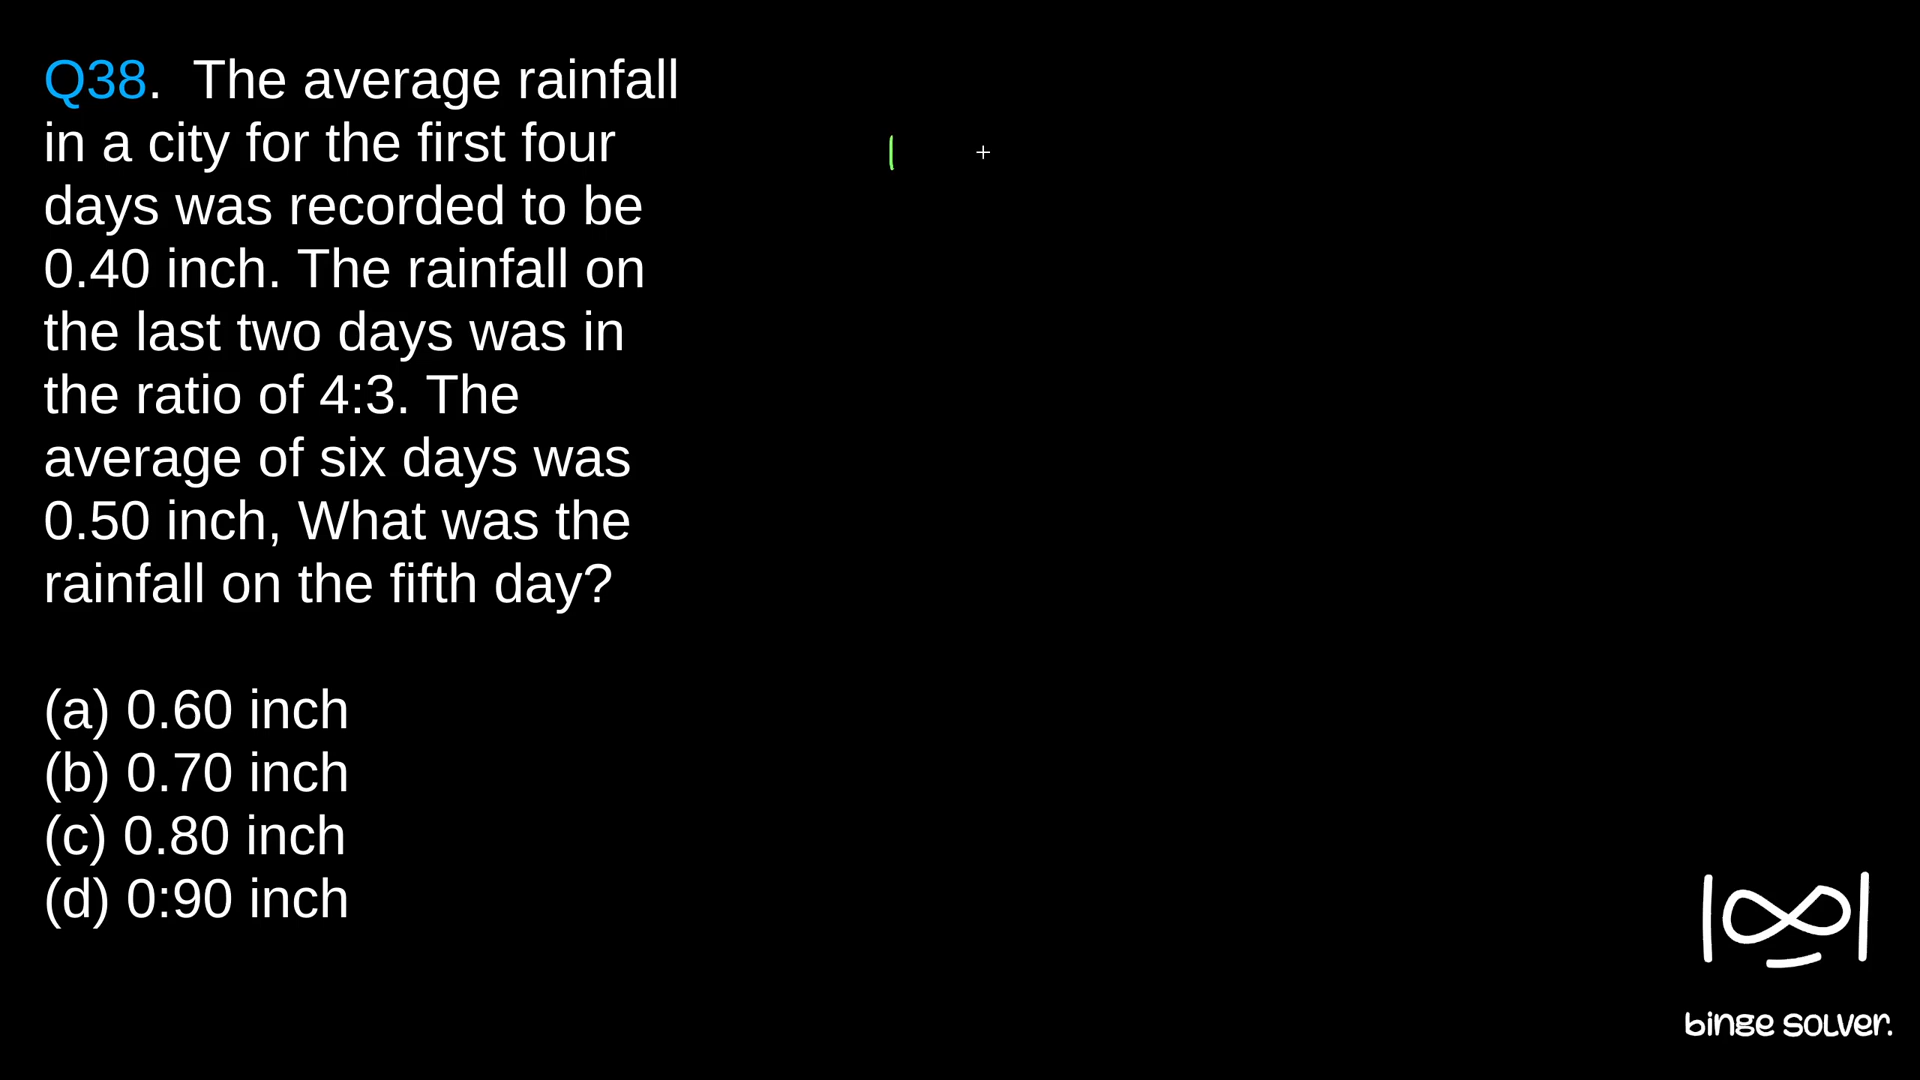 Q38.  The average rainfall
in a city for the first four
days was recorded to be
0.40 inch. The rainfall on
the last two days was in
the ratio of 4:3. The
average of six days was
0.50 inch, What was the
rainfall on the fifth day?
(a) 0.60 inch
(b) 0.70 inch
(c) 0.80 inch
(d) 0:90 inch
binge solver.